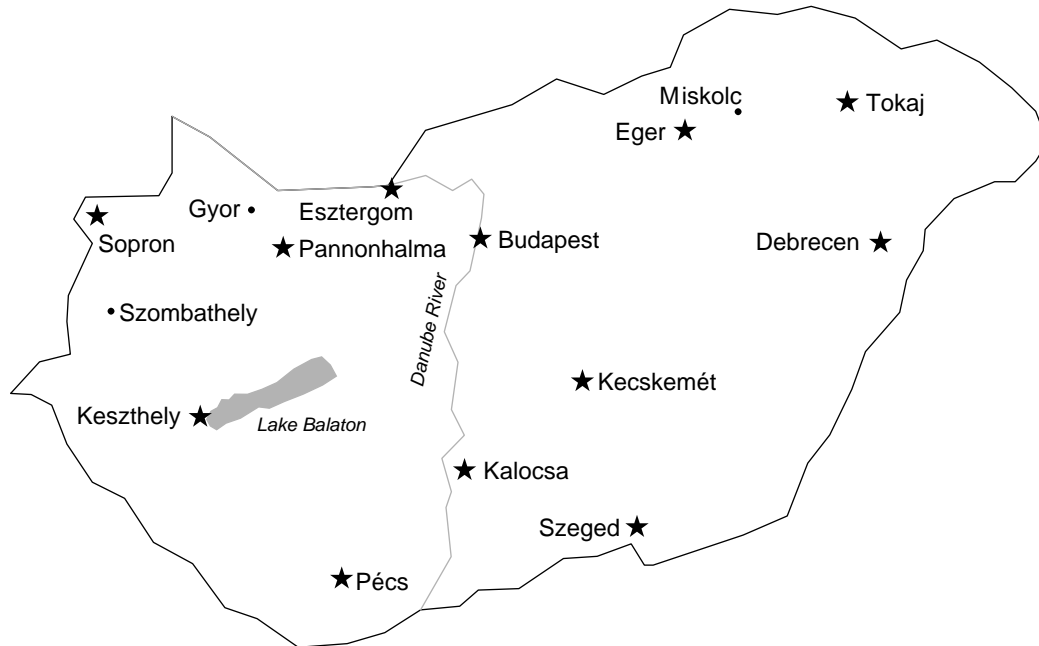 Miskolc
Tokaj
Eger
Gyor
Esztergom
Sopron
Pannonhalma
Budapest
Debrecen
Szombathely
Danube River
Kecskemét
Keszthely
Lake Balaton
Kalocsa
Szeged
Pécs